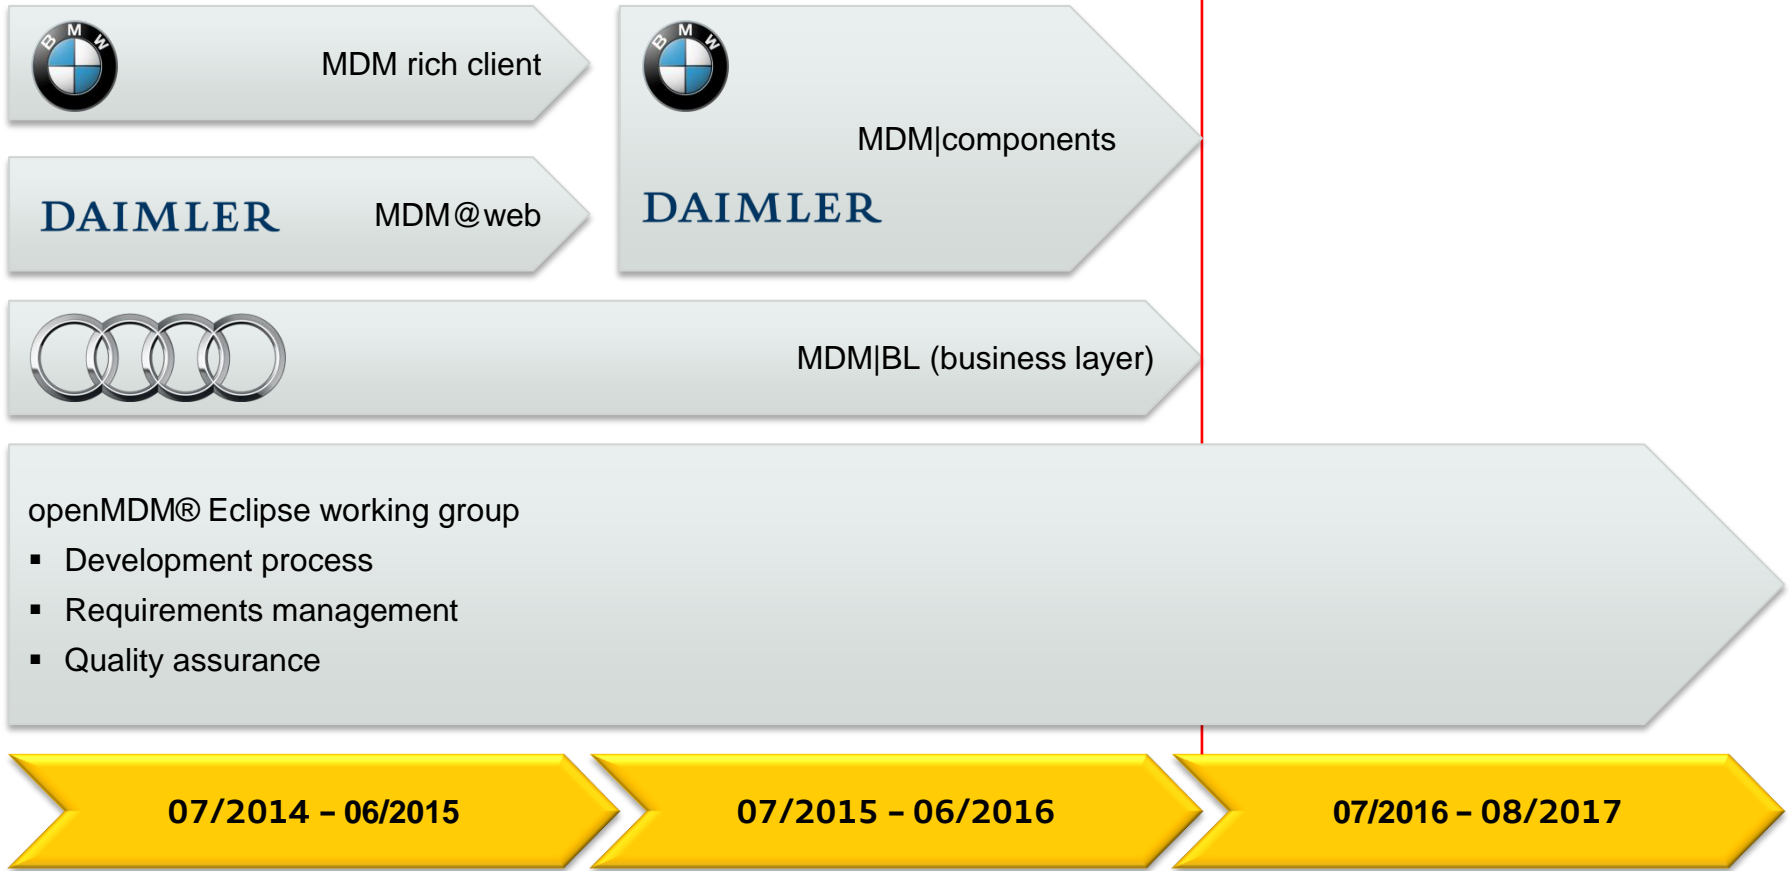 BMW
MDM rich client
BMW
MDM|components
DAIMLER
MDM@web
DAIMLER
MDM|BL (business layer)
openMDM® Eclipse working group
▪ Development process
▪ Requirements management
▪ Quality assurance
07/2014 – 06/2015
07/2015 – 06/2016
07/2016 – 08/2017